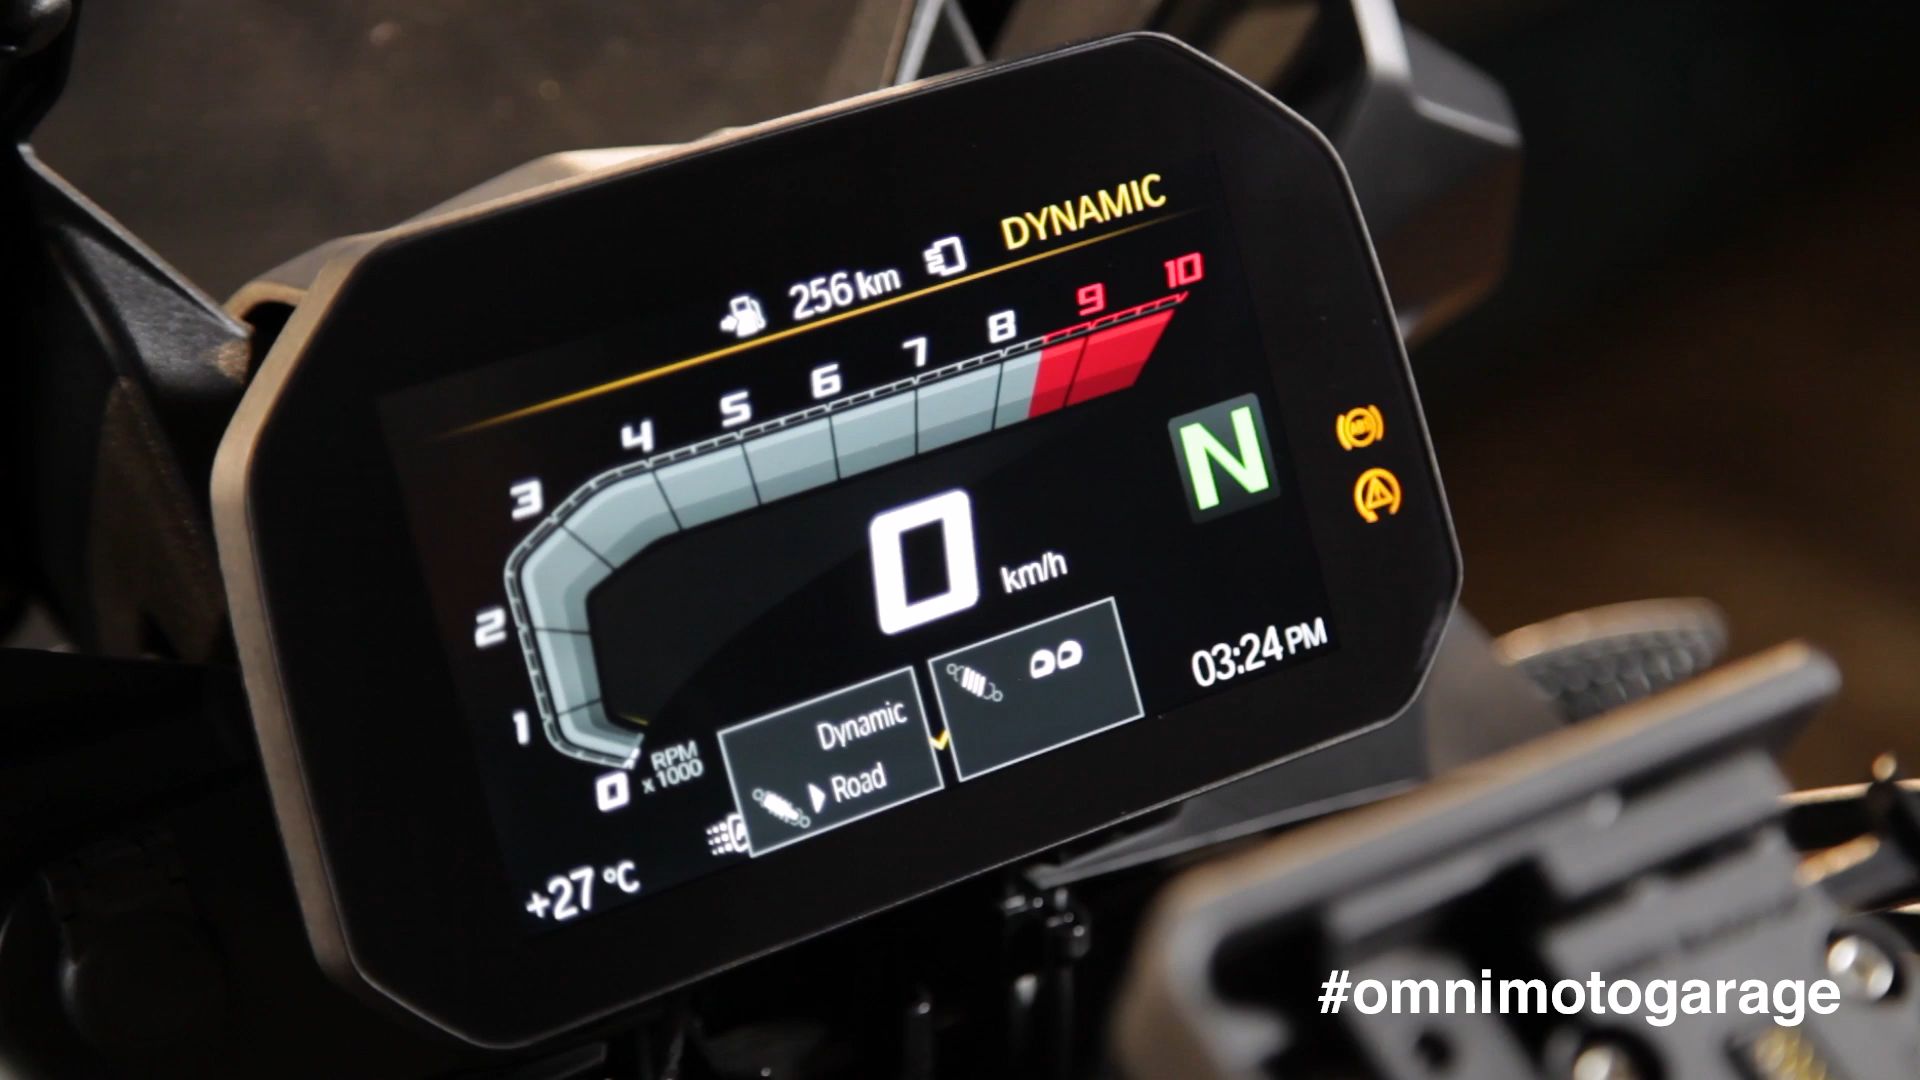 DYNAMIC
256 km
10
9
8
7
6
5
4
3
2
1
0
RPM
x 1000
N
ABS
0 km/h
Dynamic
Road
03:24 PM
+27 °C
#omnimotogarage